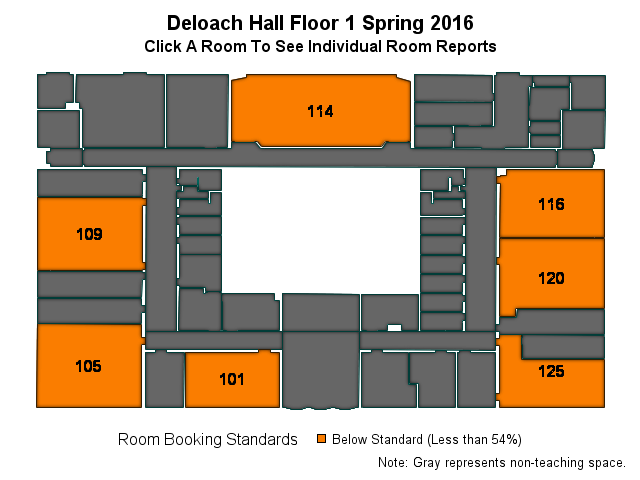 Deloach Hall Floor 1 Spring 2016
Click A Room To See Individual Room Reports
114
116
109
120
105
125
101
Room Booking Standards
Below Standard (Less than 54%)
Note: Gray represents non-teaching space.